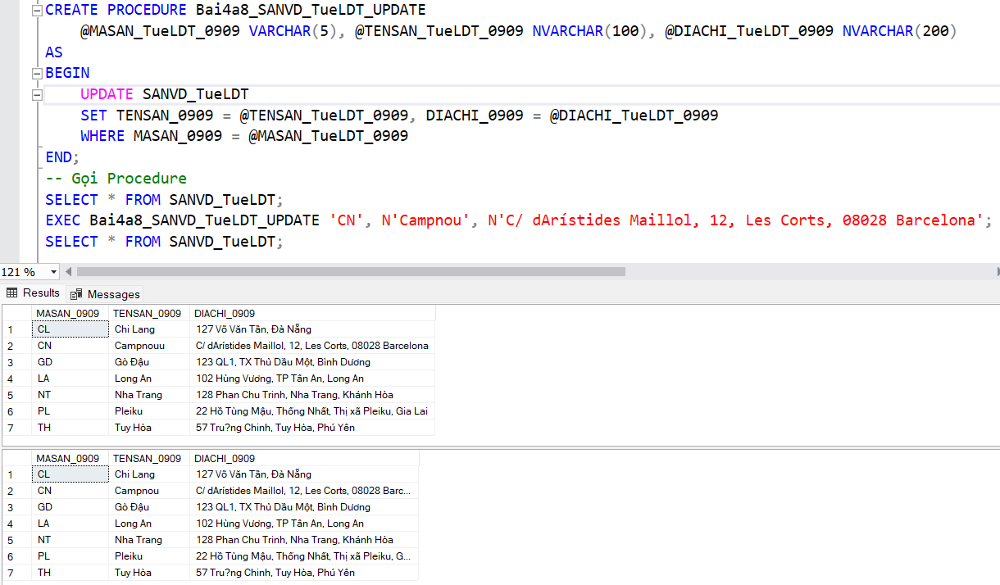 CREATE PROCEDURE Bai4a8_SANVD_TueLDT_UPDATE
@MASAN_TueLDT_0909 VARCHAR(5), @TENSAN_TueLDT_0909 NVARCHAR(100), @DIACHI_TueLDT_0909 NVARCHAR(200)
AS
BEGIN
UPDATE SANVD_TueLDT
SET TENSAN_0909 = @TENSAN_TueLDT_0909, DIACHI_0909 = @DIACHI_TueLDT_0909
WHERE MASAN_0909 = @MASAN_TueLDT_0909
END;
-- Gọi Procedure
SELECT * FROM SANVD_TueLDT;
EXEC Bai4a8_SANVD_TueLDT_UPDATE 'CN', N'Campnou', N'C/ dArístides Maillol, 12, Les Corts, 08028 Barcelona';
SELECT * FROM SANVD_TueLDT;
121 %
Results Messages
MASAN_0909 TENSAN_0909 DIACHI_0909
1 CL Chi Lang 127 Võ Văn Tần, Đà Nẵng
2 CN Campnouu C/ dArístides Maillol, 12, Les Corts, 08028 Barcelona
3 GD Gò Đậu 123 QL1, TX Thủ Dầu Một, Bình Dương
4 LA Long An 102 Hùng Vương, TP Tân An, Long An
5 NT Nha Trang 128 Phan Chu Trinh, Nha Trang, Khánh Hòa
6 PL Pleiku 22 Hồ Tùng Mậu, Thống Nhất, Thị xã Pleiku, Gia Lai
7 TH Tuy Hòa 57 Tru?ng Chinh, Tuy Hòa, Phú Yên
MASAN_0909 TENSAN_0909 DIACHI_0909
1 CL Chi Lang 127 Võ Văn Tần, Đà Nẵng
2 CN Campnou C/ dArístides Maillol, 12, Les Corts, 08028 Barc...
3 GD Gò Đậu 123 QL1, TX Thủ Dầu Một, Bình Dương
4 LA Long An 102 Hùng Vương, TP Tân An, Long An
5 NT Nha Trang 128 Phan Chu Trinh, Nha Trang, Khánh Hòa
6 PL Pleiku 22 Hồ Tùng Mậu, Thống Nhất, Thị xã Pleiku, G...
7 TH Tuy Hòa 57 Tru?ng Chinh, Tuy Hòa, Phú Yên